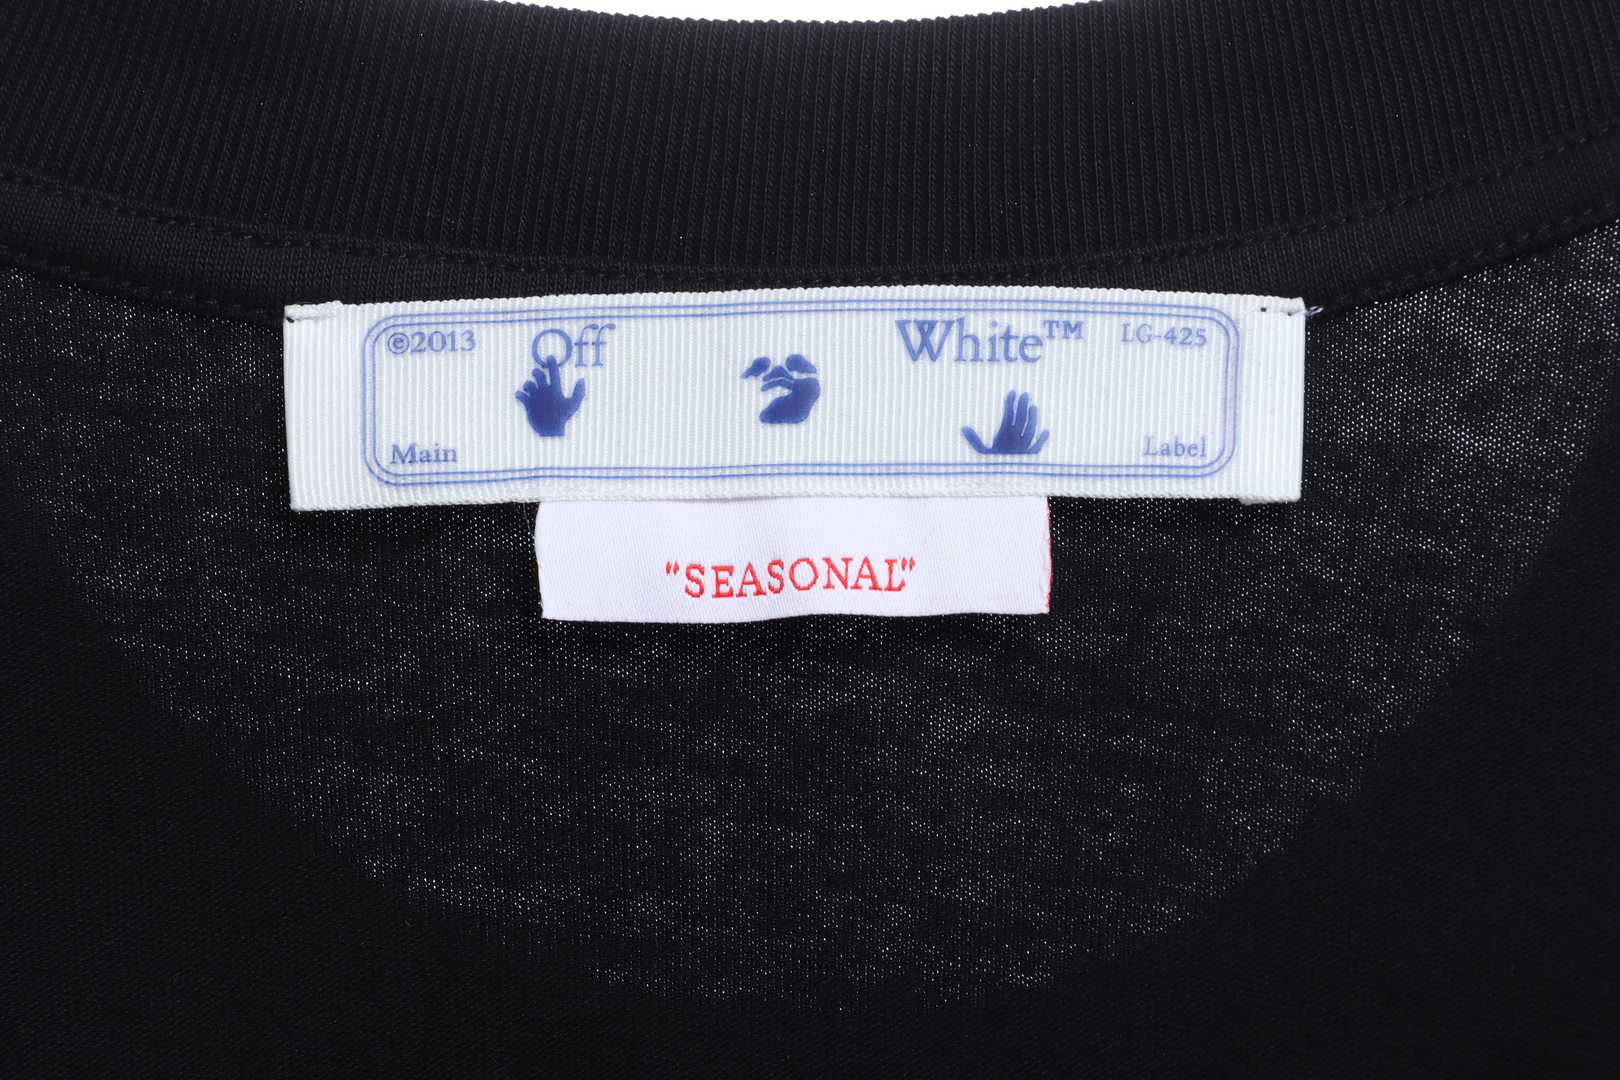 ©2013 Off White™ LG-425
Main Label
"SEASONAL"